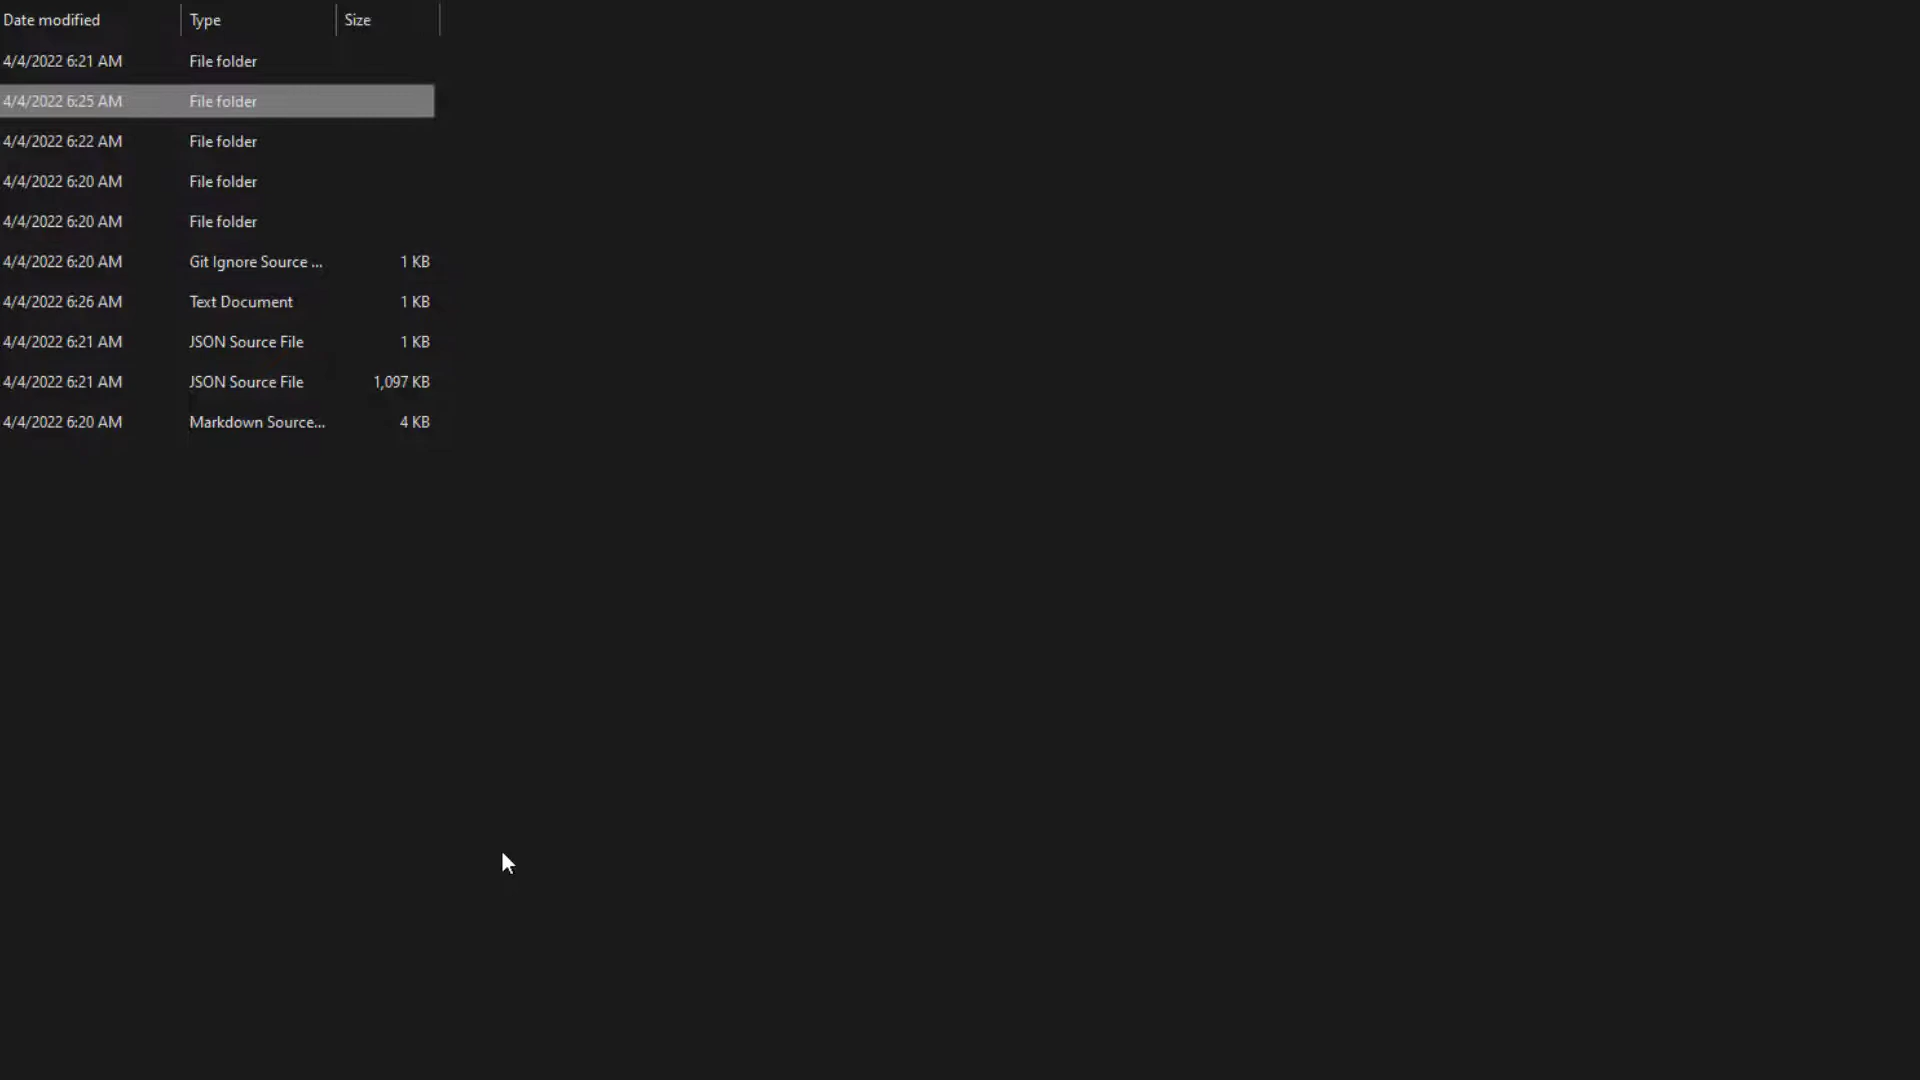 Date modified Type Size
4/4/2022 6:21 AM File folder
4/4/2022 6:25 AM File folder
4/4/2022 6:22 AM File folder
4/4/2022 6:20 AM File folder
4/4/2022 6:20 AM File folder
4/4/2022 6:20 AM Git Ignore Source ... 1 KB
4/4/2022 6:26 AM Text Document 1 KB
4/4/2022 6:21 AM JSON Source File 1 KB
4/4/2022 6:21 AM JSON Source File 1,097 KB
4/4/2022 6:20 AM Markdown Source... 4 KB